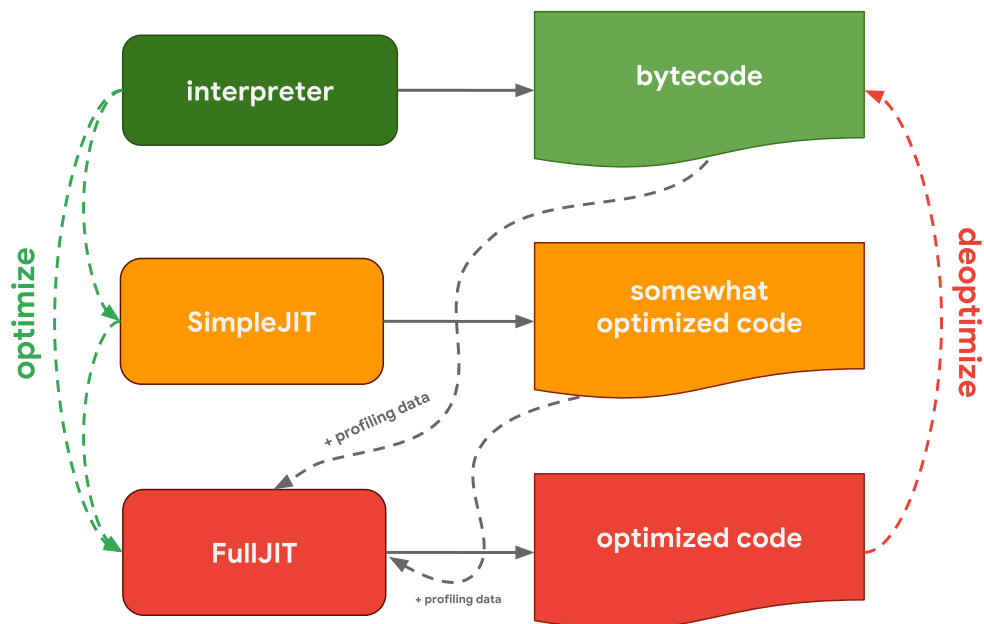 interpreter
bytecode
optimize
deoptimize
SimpleJIT
somewhat
optimized code
+ profiling data
FullJIT
optimized code
+ profiling data